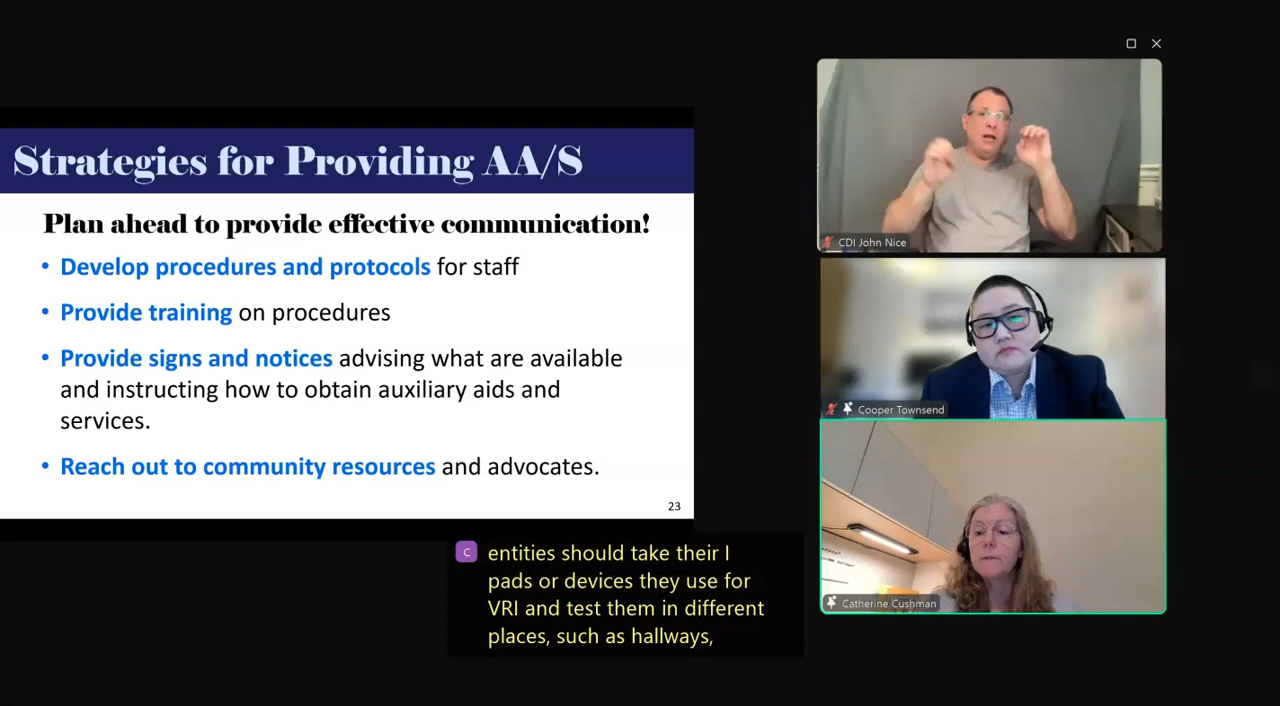 Strategies for Providing AA/S
Plan ahead to provide effective communication!
• Develop procedures and protocols for staff
• Provide training on procedures
• Provide signs and notices advising what are available
and instructing how to obtain auxiliary aids and
services.
• Reach out to community resources and advocates.
23
CDI John Nice
Cooper Townsend
Catherine Cushman
C
entities should take their I
pads or devices they use for
VRI and test them in different
places, such as hallways,